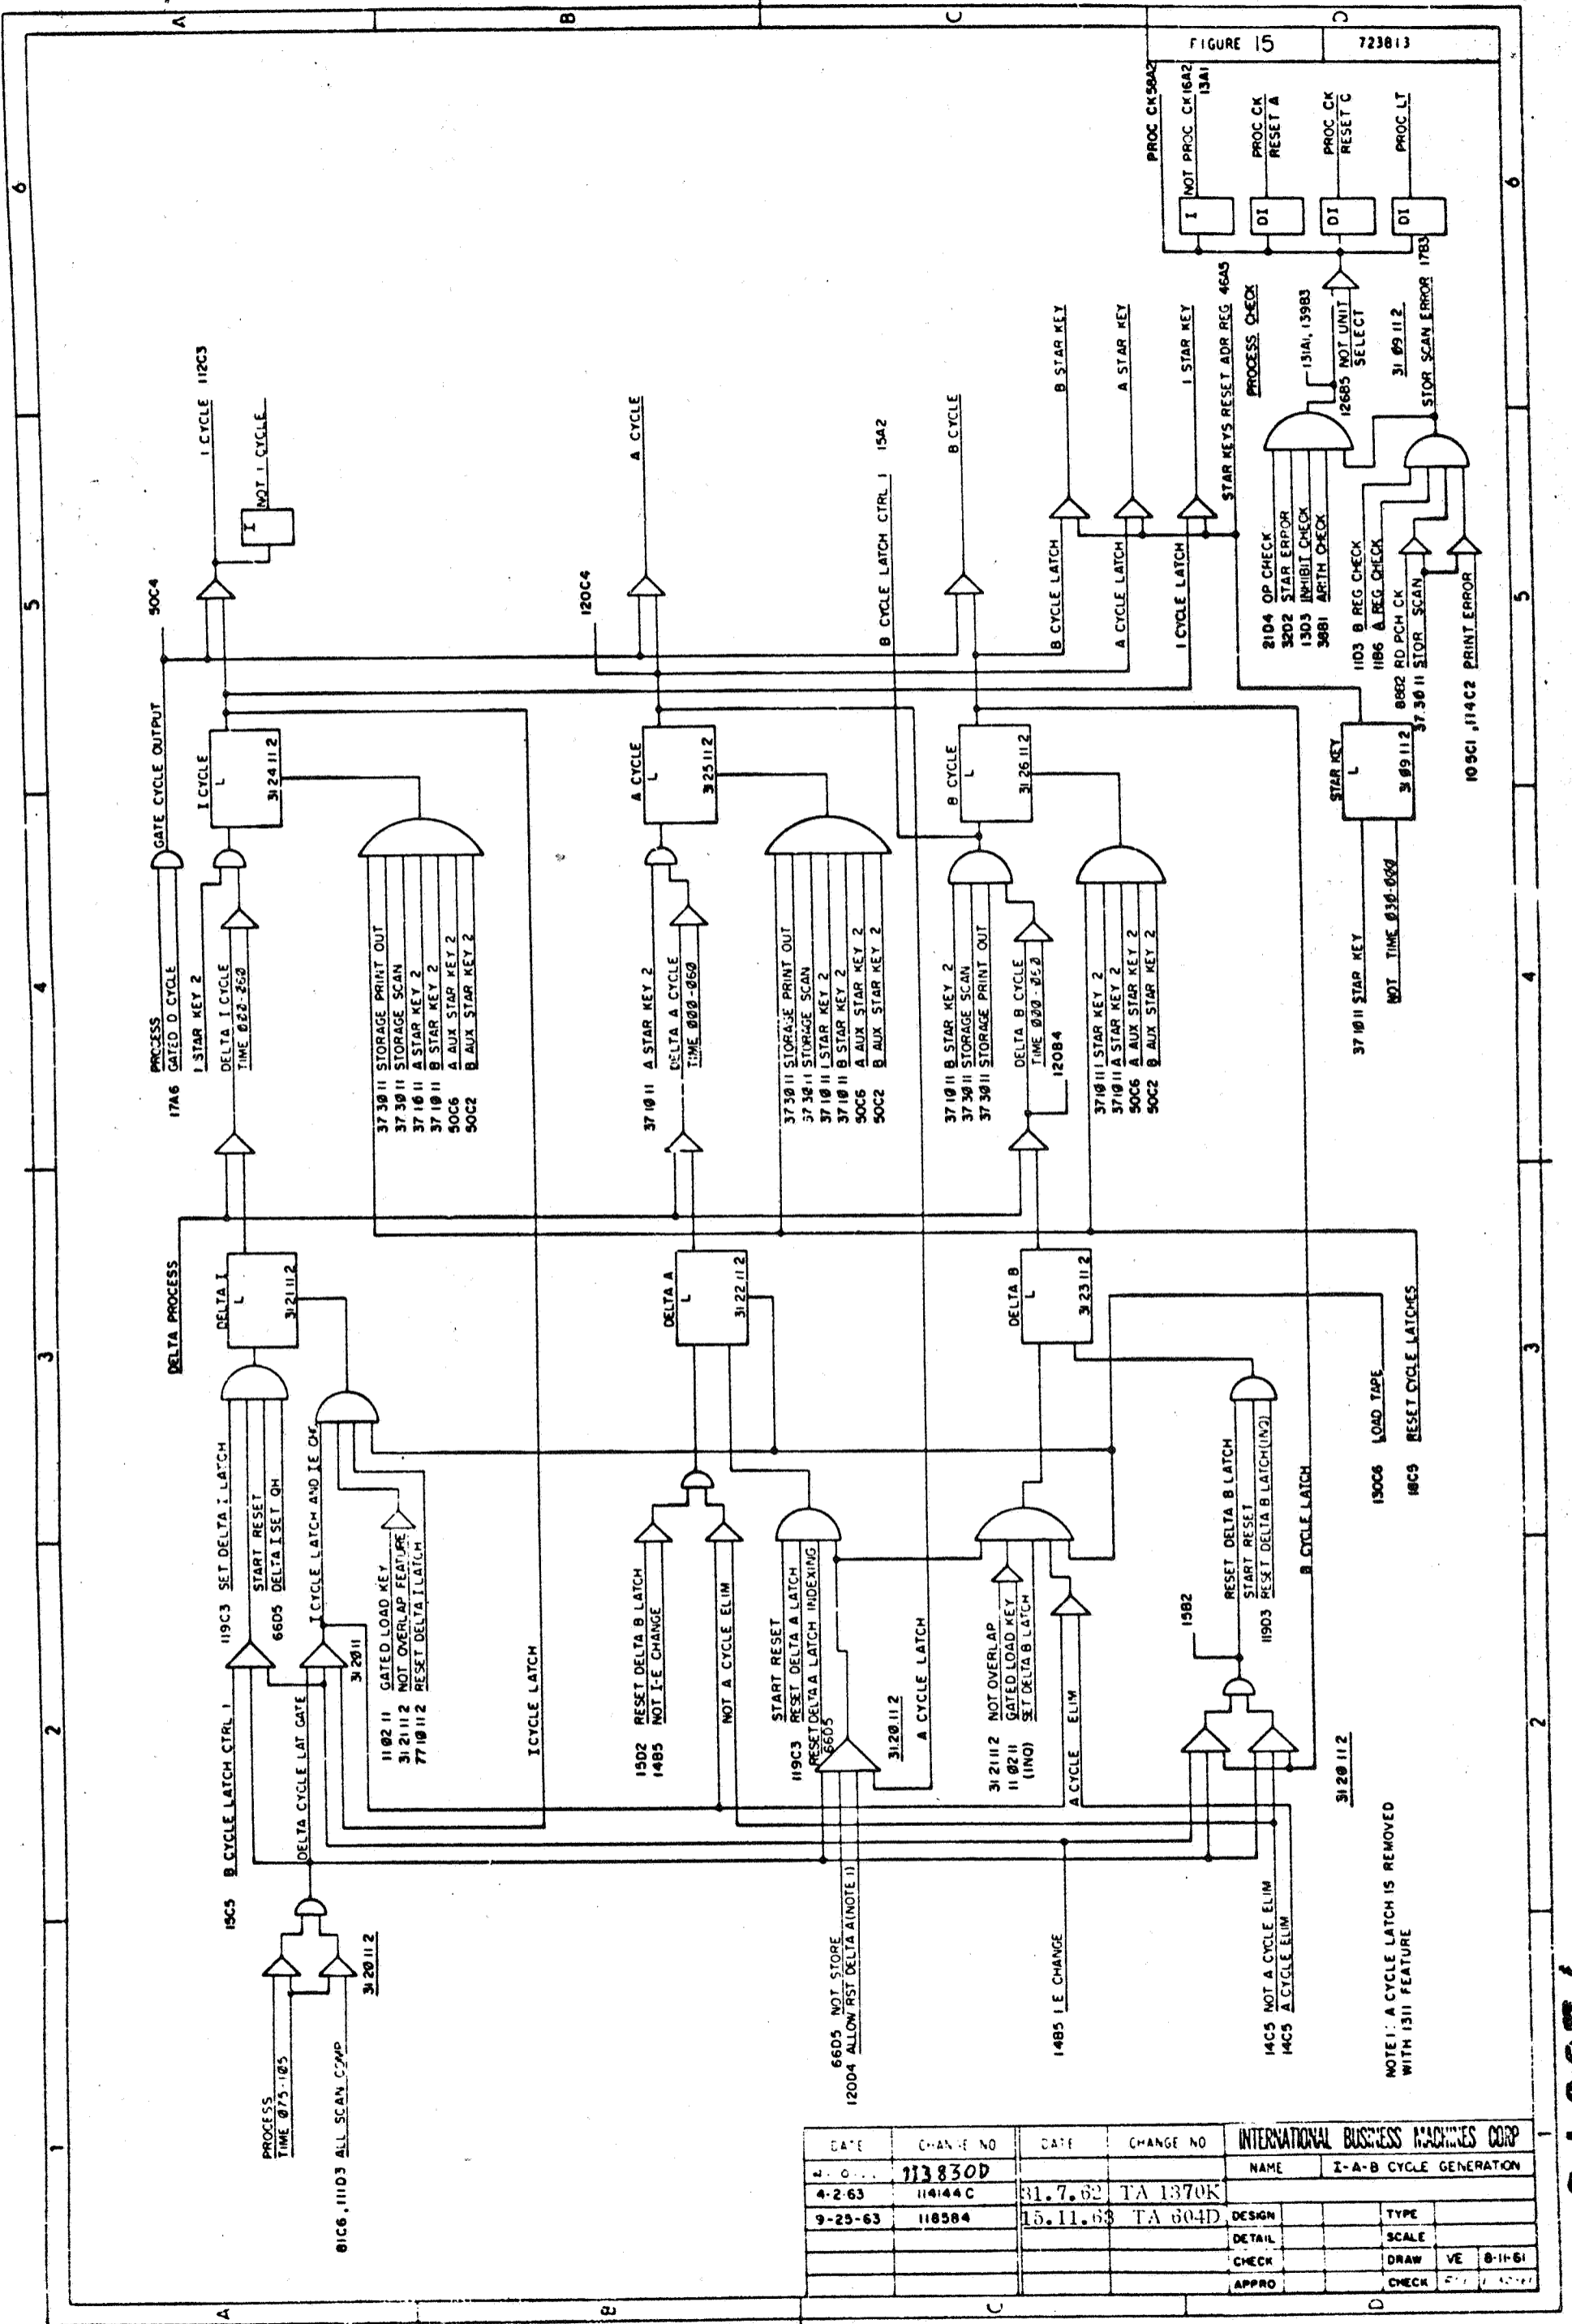 FIGURE 15
723813
PROCESS
TIME 075-105
81C6, 111D3 ALL SCAN COMP
31 20 11 2
15C5 B CYCLE LATCH CTRL 1
DELTA CYCLE LAT GATE
119C3 SET DELTA I LATCH
START RESET
66D5 DELTA I SET QH
I CYCLE LATCH AND IE CHG
31 20 11
11 02 11 GATED LOAD KEY
31 21 11 2 NOT OVERLAP FEATURE
77 10 11 2 RESET DELTA I LATCH
DELTA PROCESS
DELTA I
L
31 21 11 2
17A6
PROCESS
GATED D CYCLE
GATE CYCLE OUTPUT
50C4
I STAR KEY 2
DELTA I CYCLE
TIME 000-060
I CYCLE
L
31 24 11 2
I CYCLE 112C3
I
NOT I CYCLE
37 30 11 STORAGE PRINT OUT
37 30 11 STORAGE SCAN
37 10 11 A STAR KEY 2
37 10 11 B STAR KEY 2
50C6 A AUX STAR KEY 2
50C2 B AUX STAR KEY 2
I CYCLE LATCH
15D2 RESET DELTA B LATCH
14B5 NOT I-E CHANGE
NOT A CYCLE ELIM
START RESET
119C3 RESET DELTA A LATCH
RESET DELTA A LATCH INDEXING
66D5
66D5 NOT STORE
120D4 ALLOW RST DELTA A (NOTE 1)
31 20 11 2
A CYCLE LATCH
DELTA A
L
31 22 11 2
37 10 11 A STAR KEY 2
DELTA A CYCLE
TIME 000-060
A CYCLE
L
31 25 11 2
120C4
A CYCLE
37 30 11 STORAGE PRINT OUT
37 30 11 STORAGE SCAN
37 10 11 I STAR KEY 2
37 10 11 B STAR KEY 2
50C6 A AUX STAR KEY 2
50C2 B AUX STAR KEY 2
31 21 11 2 NOT OVERLAP
11 02 11 GATED LOAD KEY
(INQ) SET DELTA B LATCH
A CYCLE ELIM
14B5 I E CHANGE
DELTA B
L
31 23 11 2
37 10 11 B STAR KEY 2
37 30 11 STORAGE SCAN
37 30 11 STORAGE PRINT OUT
DELTA B CYCLE
TIME 000-060
120B4
B CYCLE
L
31 26 11 2
B CYCLE LATCH CTRL 1 15A2
B CYCLE
37 10 11 I STAR KEY 2
37 10 11 A STAR KEY 2
50C6 A AUX STAR KEY 2
50C2 B AUX STAR KEY 2
14C5 NOT A CYCLE ELIM
14C5 A CYCLE ELIM
31 20 11 2
15B2
RESET DELTA B LATCH
START RESET
119D3 RESET DELTA B LATCH (INQ)
B CYCLE LATCH
130C6 LOAD TAPE
18C5 RESET CYCLE LATCHES
B CYCLE LATCH
B STAR KEY
A CYCLE LATCH
A STAR KEY
I CYCLE LATCH
I STAR KEY
STAR KEYS RESET ADR REG 46A5
37 10 11 STAR KEY
NOT TIME 030-000
STAR KEY
L
31 09 11 2
PROCESS CHECK
21D4 OP CHECK
32D2 STAR ERROR
13D3 INHIBIT CHECK
38B1 ARITH CHECK
11D3 B REG CHECK
11B6 A REG CHECK
88B2 RD PCH CK
37.30 11 STOR SCAN
PRINT ERROR
105C1, 114C2
131A1, 139B3
126B5 NOT UNIT
SELECT
31 09 11 2
STOR SCAN ERROR 17B3
PROC CK 58A2
I
NOT PROC CK 16A2
13A1
DI
PROC CK
RESET A
DI
PROC CK
RESET C
DI
PROC LT
NOTE 1: A CYCLE LATCH IS REMOVED
WITH 1311 FEATURE
DATE CHANGE NO DATE CHANGE NO
113830D
4-2-63 114144C 31.7.62 TA 1370K
9-25-63 118584 15.11.63 TA 604D
INTERNATIONAL BUSINESS MACHINES CORP
NAME I-A-B CYCLE GENERATION
DESIGN TYPE
DETAIL SCALE
CHECK DRAW VE 8-11-61
APPRO CHECK
A B C D
1 2 3 4 5 6